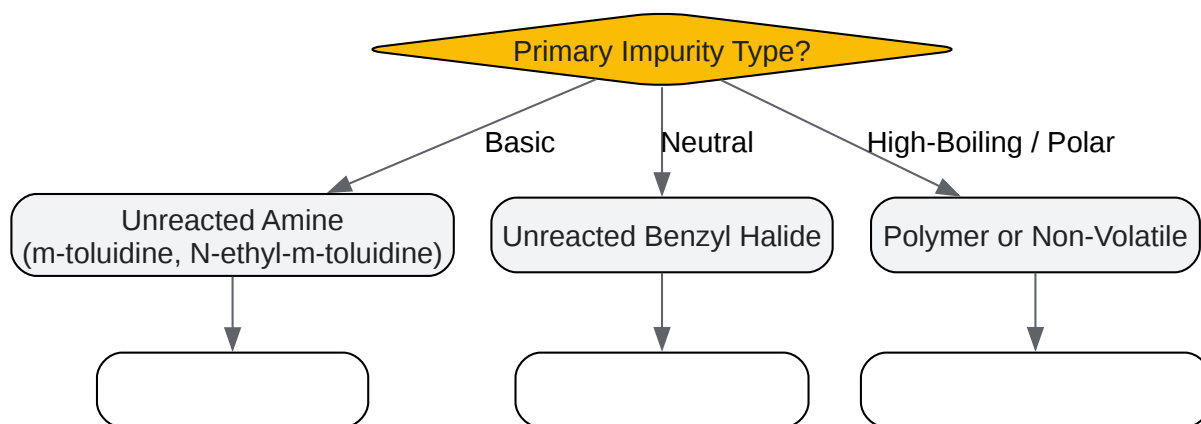 Primary Impurity Type?
Basic
Neutral
High-Boiling / Polar
Unreacted Amine
(m-toluidine, N-ethyl-m-toluidine)
Unreacted Benzyl Halide
Polymer or Non-Volatile